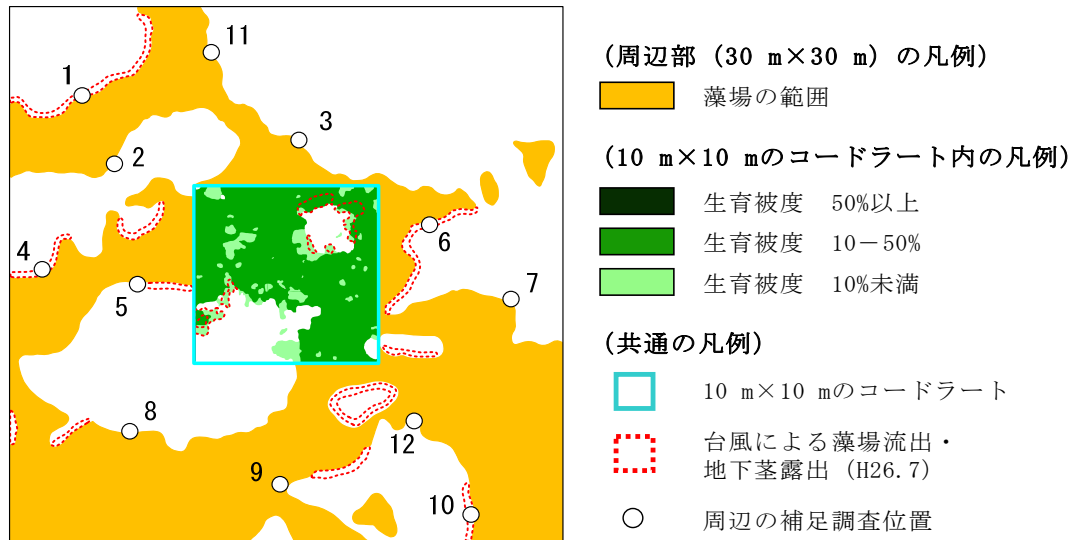 11
1
3
2
6
4
7
5
8
12
9
10
(周辺部 (30 m×30 m) の凡例)
藻場の範囲
(10 m×10 mのコードラート内の凡例)
生育被度 50%以上
生育被度 10－50%
生育被度 10%未満
(共通の凡例)
10 m×10 mのコードラート
台風による藻場流出・
地下茎露出 (H26.7)
周辺の補足調査位置